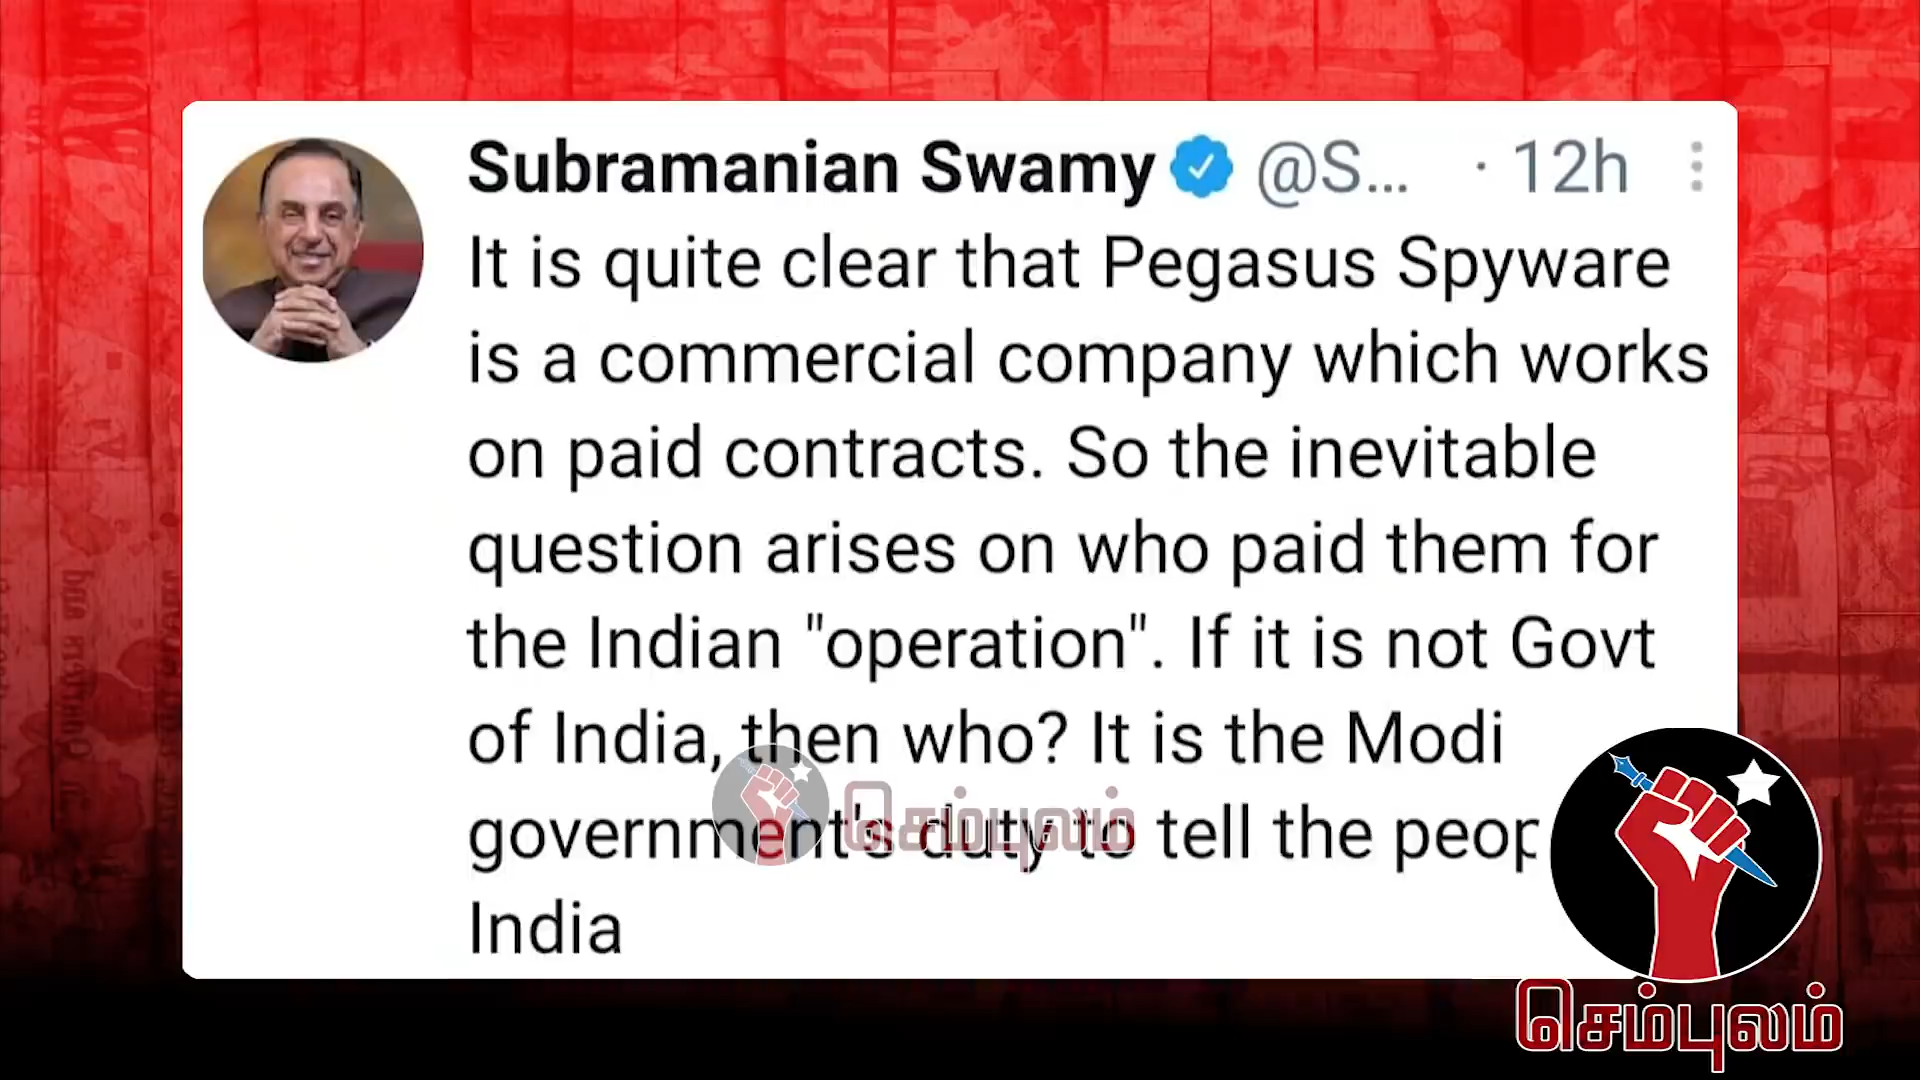 Subramanian Swamy @S... · 12h
It is quite clear that Pegasus Spyware
is a commercial company which works
on paid contracts. So the inevitable
question arises on who paid them for
the Indian "operation". If it is not Govt
of India, then who? It is the Modi
government's duty to tell the peop
India
செம்புலம்
செம்புலம்